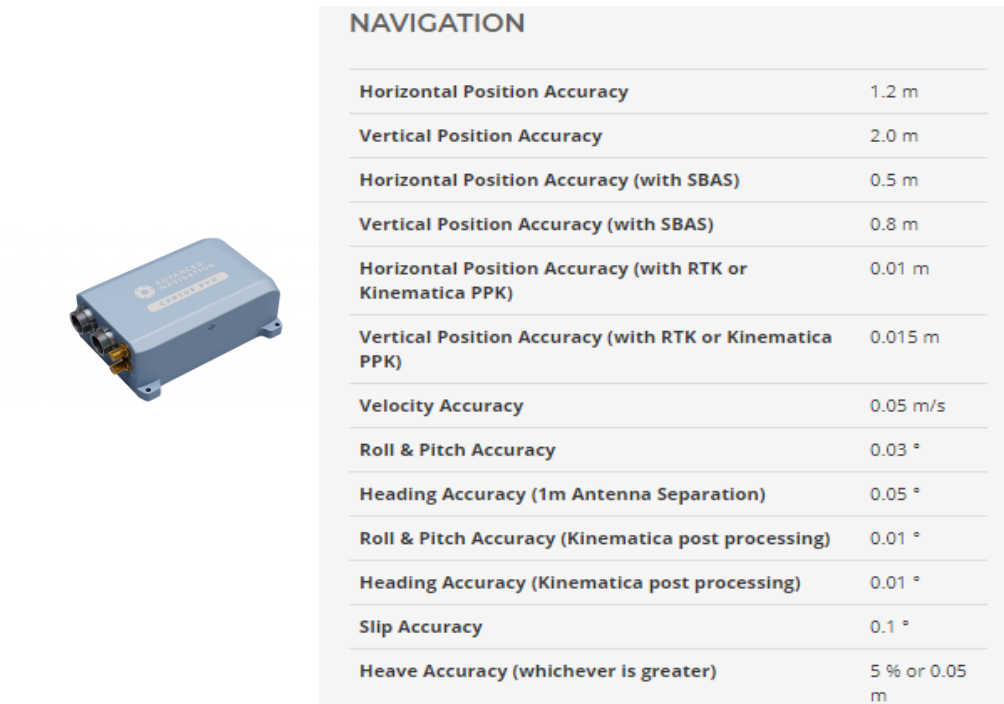 NAVIGATION
Horizontal Position Accuracy 1.2 m
Vertical Position Accuracy 2.0 m
Horizontal Position Accuracy (with SBAS) 0.5 m
Vertical Position Accuracy (with SBAS) 0.8 m
Horizontal Position Accuracy (with RTK or 0.01 m
Kinematica PPK)
Vertical Position Accuracy (with RTK or Kinematica 0.015 m
PPK)
Velocity Accuracy 0.05 m/s
Roll & Pitch Accuracy 0.03 °
Heading Accuracy (1m Antenna Separation) 0.05 °
Roll & Pitch Accuracy (Kinematica post processing) 0.01 °
Heading Accuracy (Kinematica post processing) 0.01 °
Slip Accuracy 0.1 °
Heave Accuracy (whichever is greater) 5 % or 0.05
m
ADVANCED
NAVIGATION
CERTUS EVO